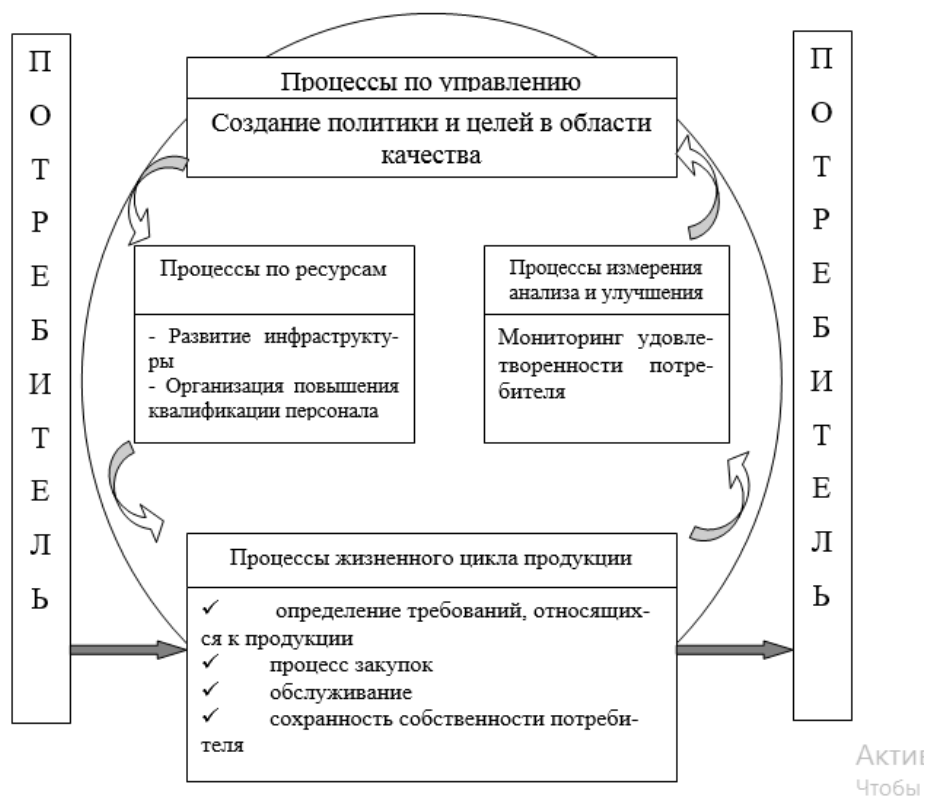 П
О
Т
Р
Е
Б
И
Т
Е
Л
Ь
Процессы по управлению
Создание политики и целей в области
качества
Процессы по ресурсам
- Развитие инфраструкту-
ры
- Организация повышения
квалификации персонала
Процессы измерения
анализа и улучшения
Мониторинг удовле-
творенности потре-
бителя
Процессы жизненного цикла продукции
✓ определение требований, относящих-
ся к продукции
✓ процесс закупок
✓ обслуживание
✓ сохранность собственности потреби-
теля
П
О
Т
Р
Е
Б
И
Т
Е
Л
Ь
Чтобы